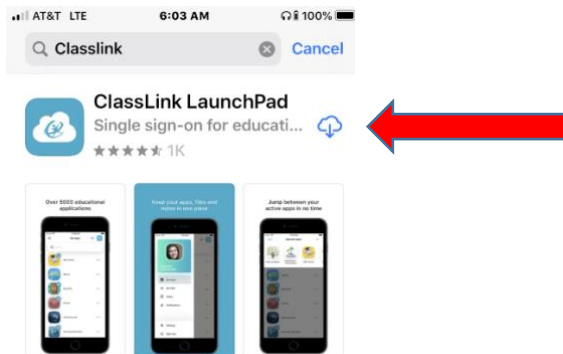 AT&T LTE 6:03 AM 100%
Classlink Cancel
ClassLink LaunchPad
Single sign-on for educati...
1K
Over 5000 educational
applications
Keep your apps, files and
notes in one place
Jump between your
active apps in no time